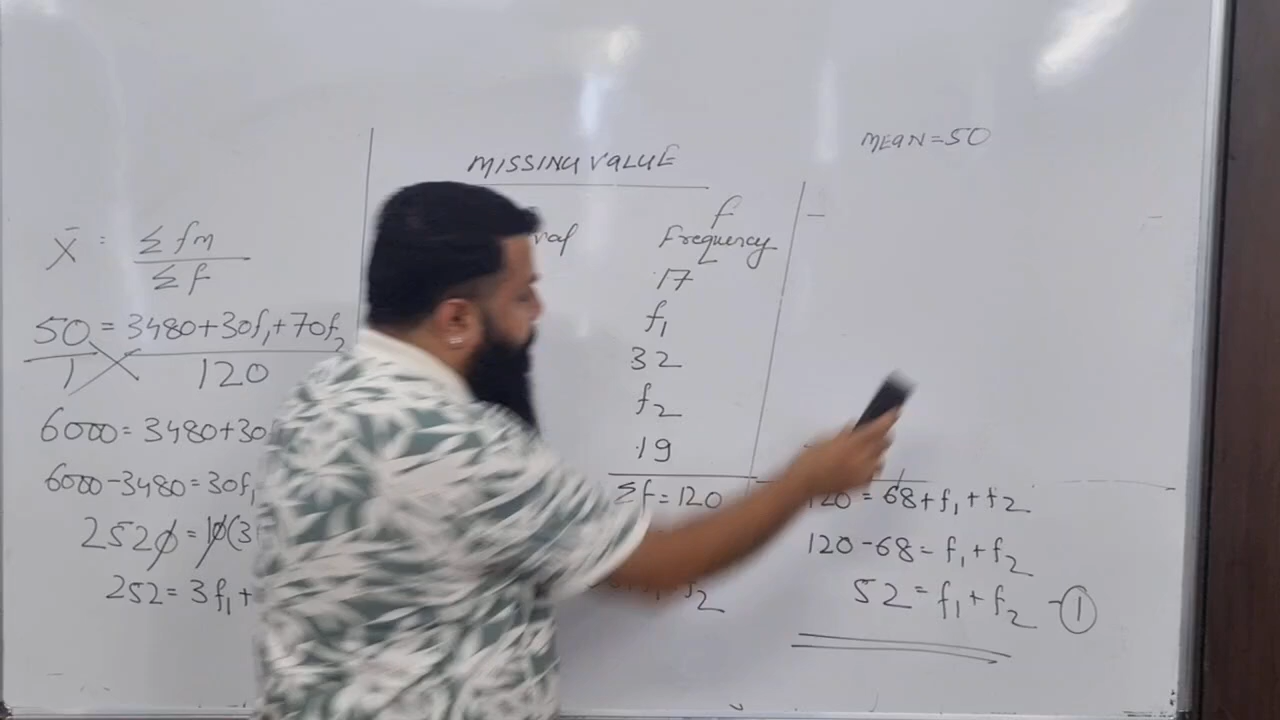 MEAN = 50
MISSING VALUE
f
Frequency
17
f₁
32
f₂
19
Σf = 120
X̄ : Σfm
Σf
50 = 3480+30f₁+70f₂
1 120
6000 = 3480+30
6000-3480 = 30f₁
2520 = 10(3
252 = 3f₁+
120 = 68+f₁+f₂
120-68 = f₁+f₂
52 = f₁+f₂ -①